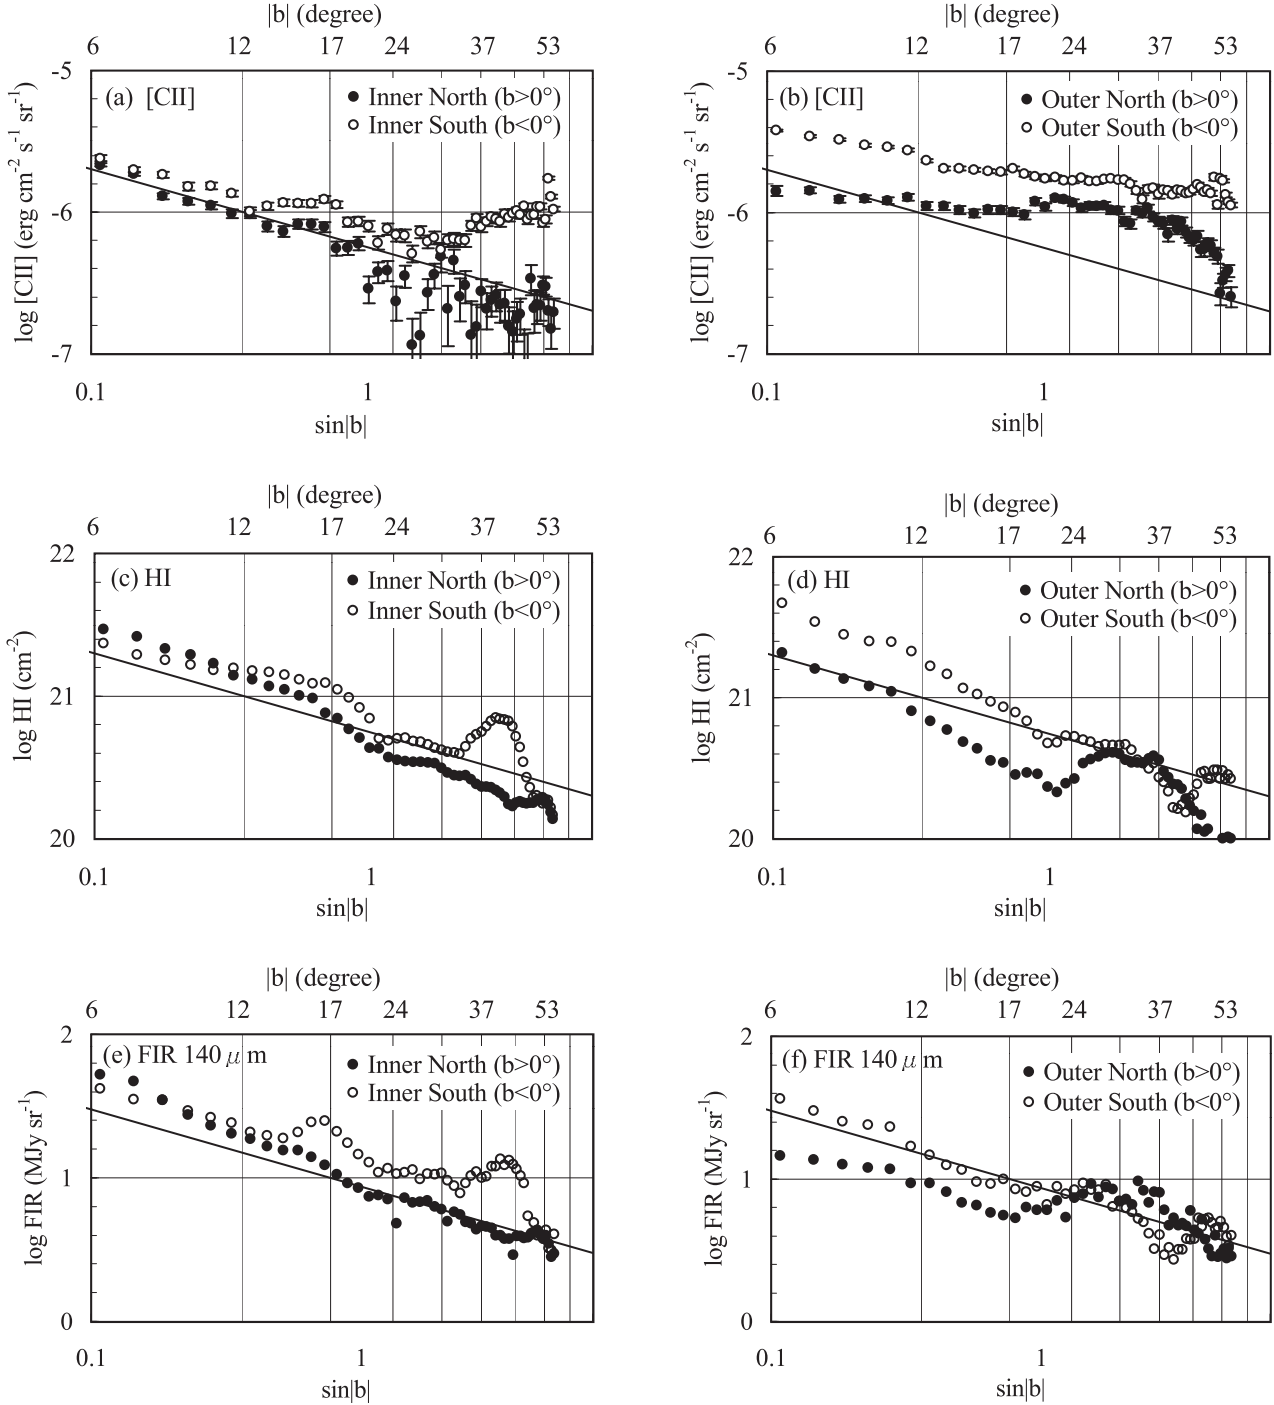 |b| (degree)
6 12 17 24 37 53
(a) [CII]
Inner North (b>0°)
Inner South (b<0°)
log [CII] (erg cm-2 s-1 sr-1)
-5
-6
-7
0.1 1
sin|b|
|b| (degree)
6 12 17 24 37 53
(b) [CII]
Outer North (b>0°)
Outer South (b<0°)
log [CII] (erg cm-2 s-1 sr-1)
-5
-6
-7
0.1 1
sin|b|
|b| (degree)
6 12 17 24 37 53
(c) HI
Inner North (b>0°)
Inner South (b<0°)
log HI (cm-2)
22
21
20
0.1 1
sin|b|
|b| (degree)
6 12 17 24 37 53
(d) HI
Outer North (b>0°)
Outer South (b<0°)
log HI (cm-2)
22
21
20
0.1 1
sin|b|
|b| (degree)
6 12 17 24 37 53
(e) FIR 140 μ m
Inner North (b>0°)
Inner South (b<0°)
log FIR (MJy sr-1)
2
1
0
0.1 1
sin|b|
|b| (degree)
6 12 17 24 37 53
(f) FIR 140 μ m
Outer North (b>0°)
Outer South (b<0°)
log FIR (MJy sr-1)
2
1
0
0.1 1
sin|b|